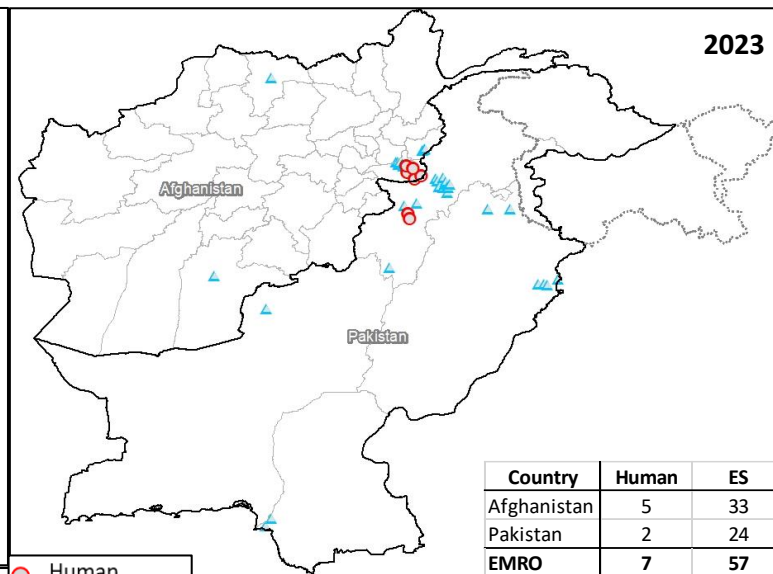 2023
Afghanistan
Pakistan
Country Human ES
Afghanistan 5 33
Pakistan 2 24
EMRO 7 57
Human